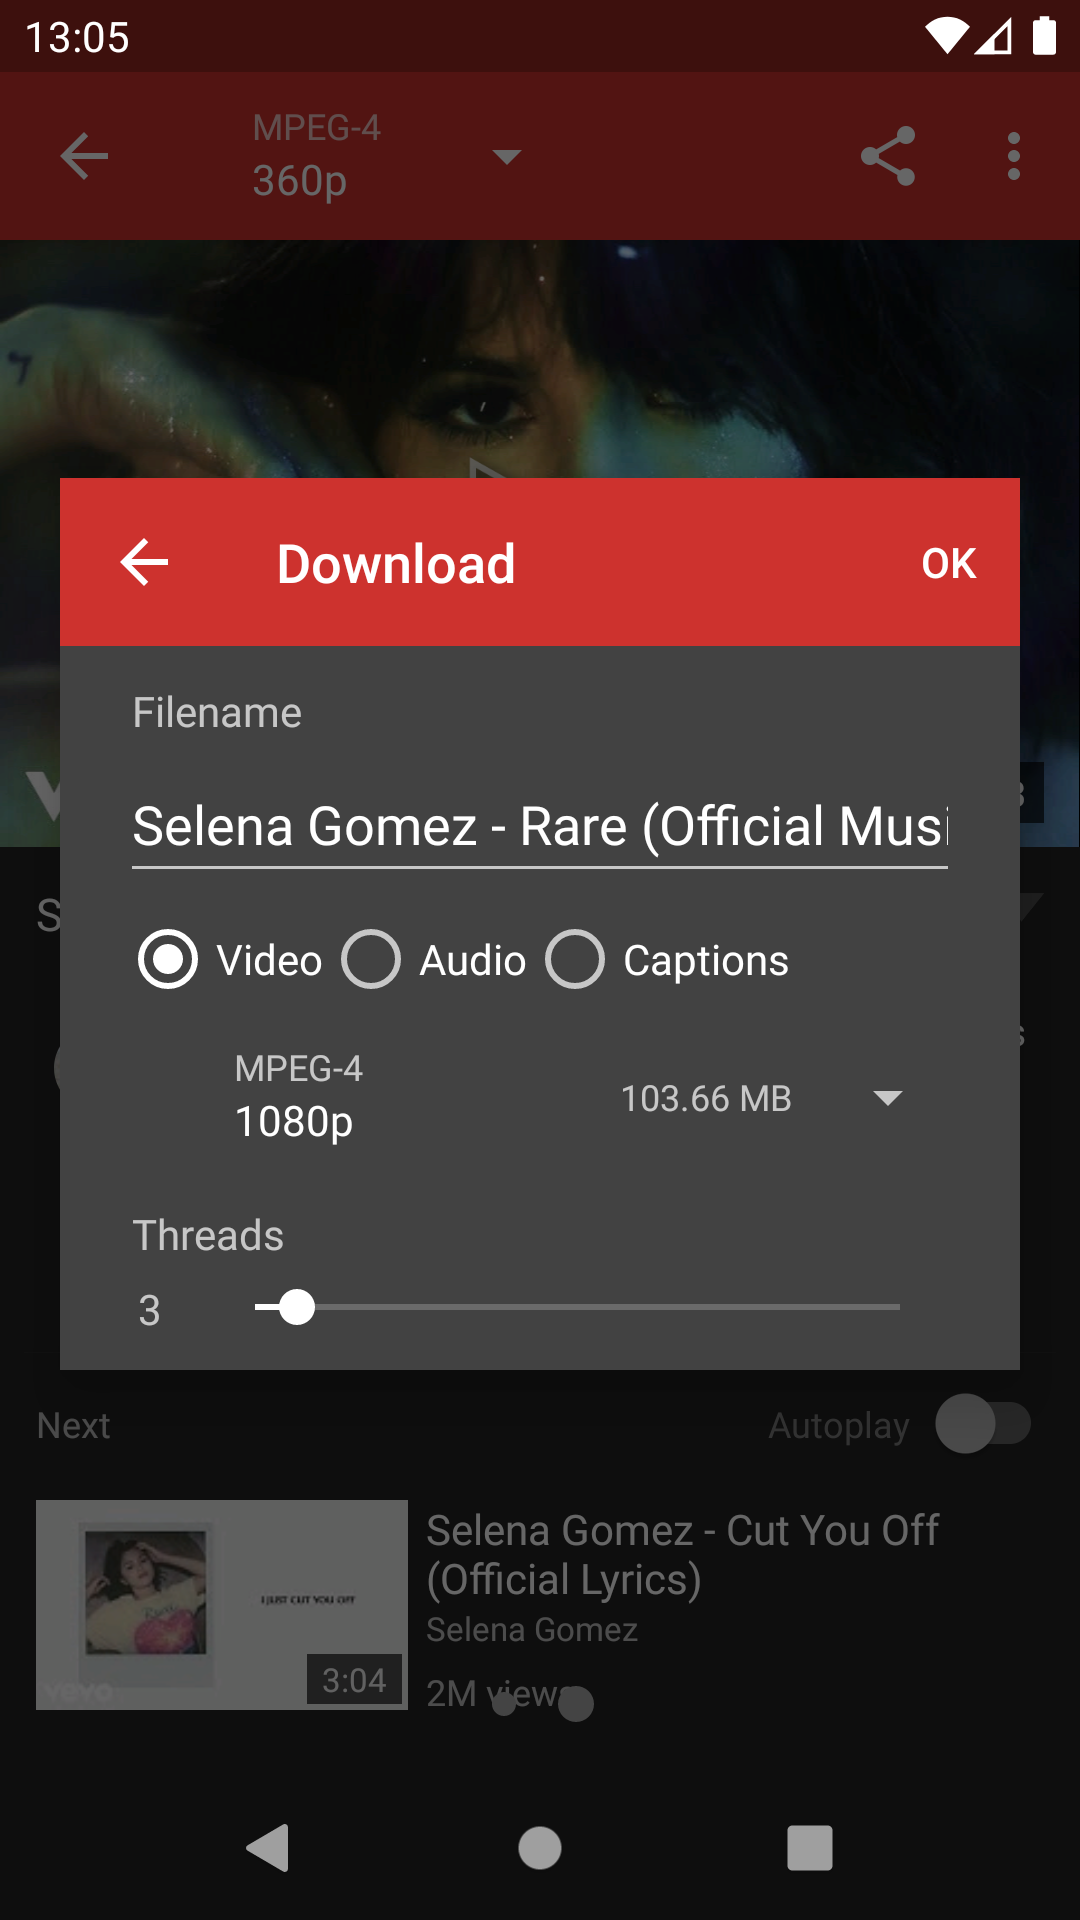 13:05
MPEG-4
360p
Download
OK
Filename
Selena Gomez - Rare (Official Musi
Video
Audio
Captions
MPEG-4
1080p
103.66 MB
Threads
3
Next
Autoplay
I JUST CUT YOU OFF
vevo
3:04
Selena Gomez - Cut You Off
(Official Lyrics)
Selena Gomez
2M views